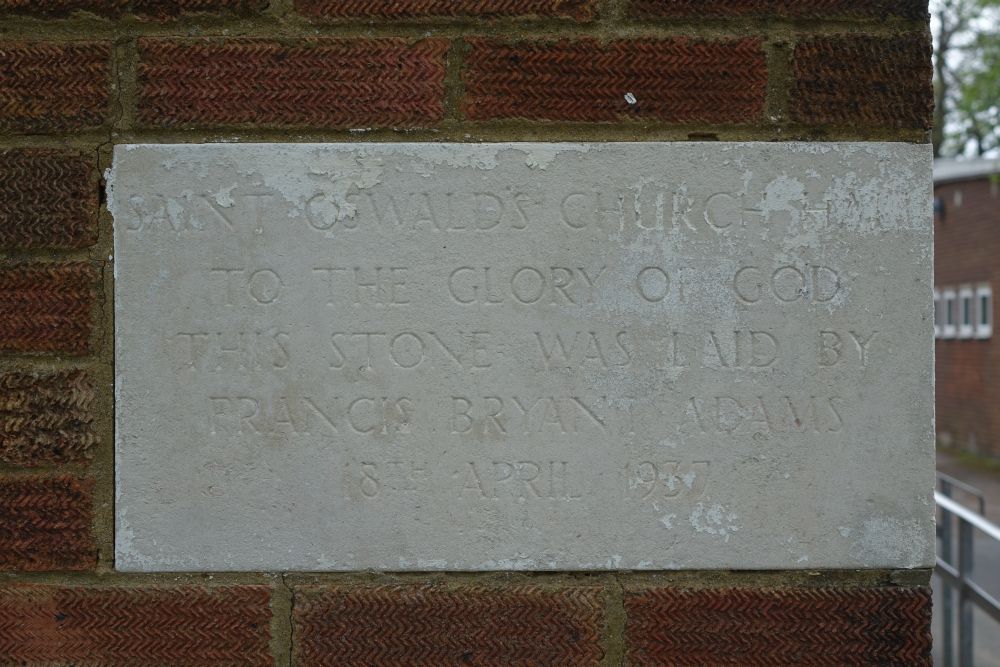 SAINT OSWALDS CHURCH HALL
TO THE GLORY OF GOD
THIS STONE WAS LAID BY
FRANCIS BRYANT ADAMS
18TH APRIL 1937